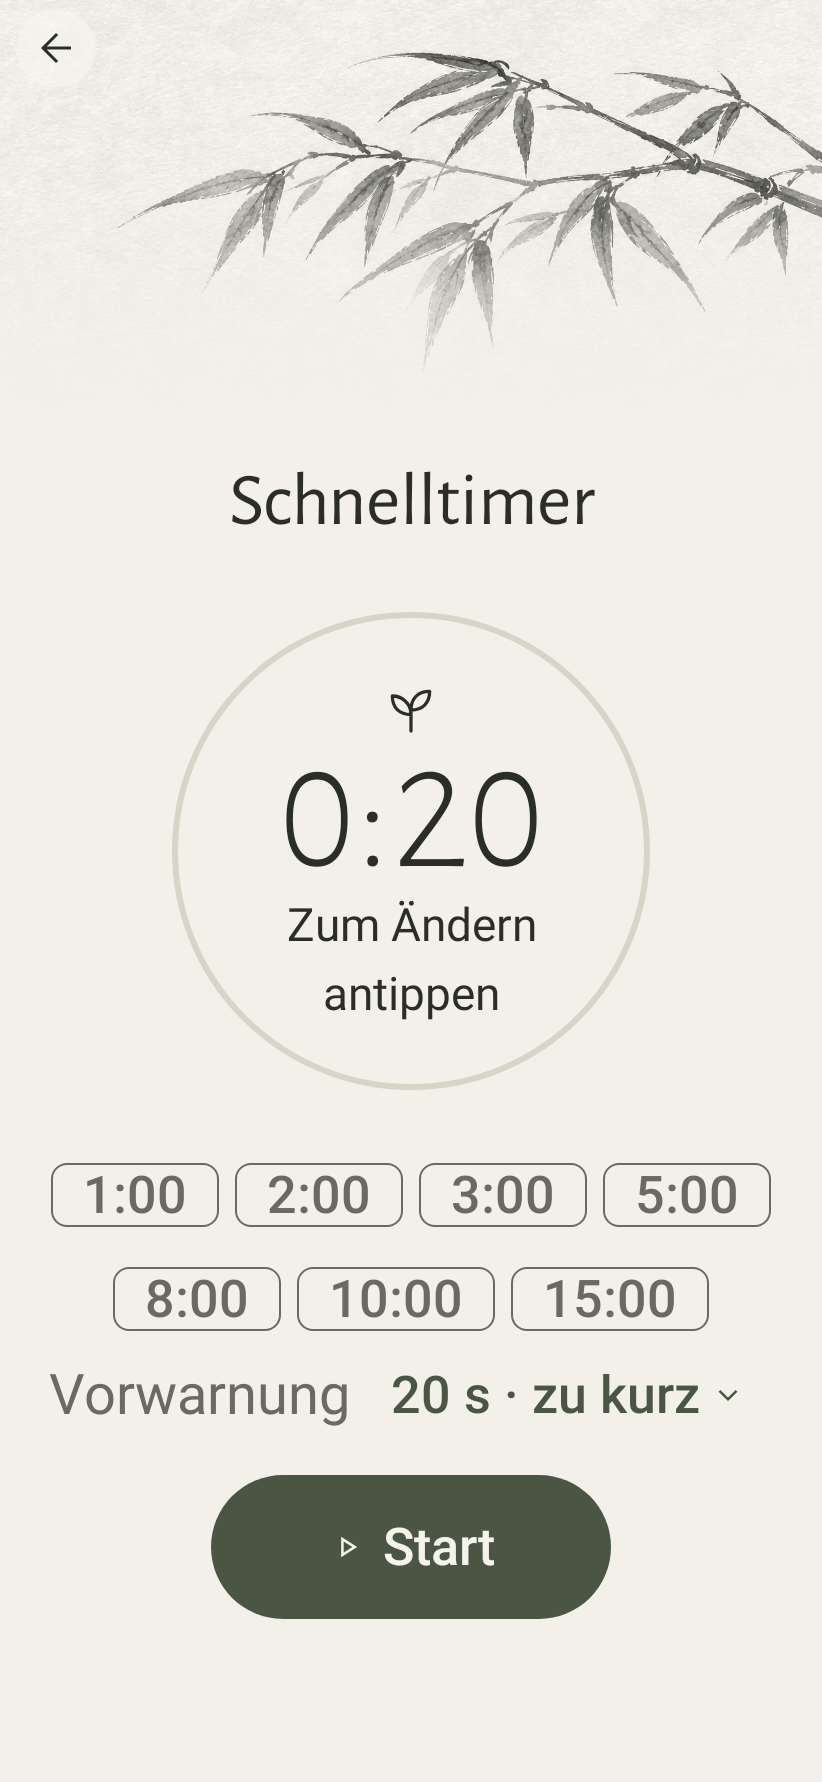 Schnelltimer
0:20
Zum Ändern
antippen
1:00 2:00 3:00 5:00
8:00 10:00 15:00
Vorwarnung 20 s · zu kurz
Start